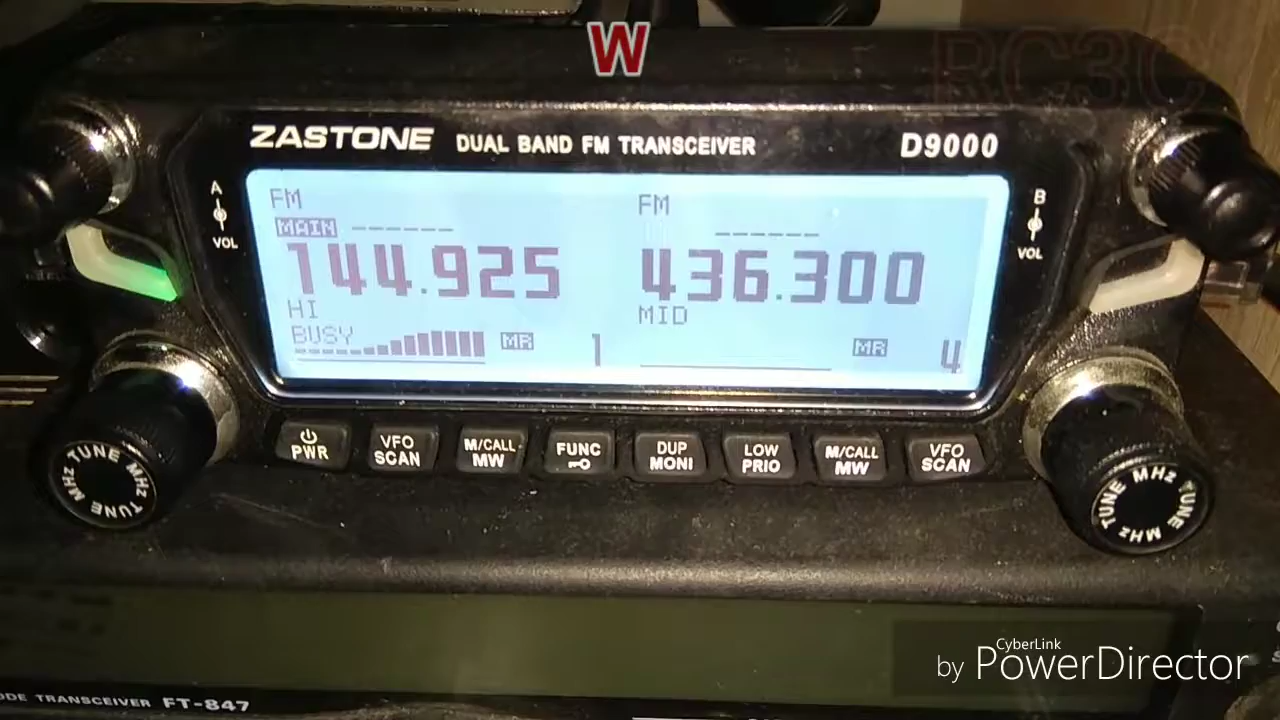 W
RC3C
ZASTONE DUAL BAND FM TRANSCEIVER D9000
A
VOL
B
VOL
FM
MAIN ------
144.925
HI
BUSY
MR 1
FM
------
436.300
MID
MR 4
PWR
VFO
SCAN
M/CALL
MW
FUNC
DUP
MONI
LOW
PRIO
M/CALL
MW
VFO
SCAN
TUNE MHz TUNE MHz
TUNE MHz TUNE MHz
CyberLink
by PowerDirector
ODE TRANSCEIVER FT-847